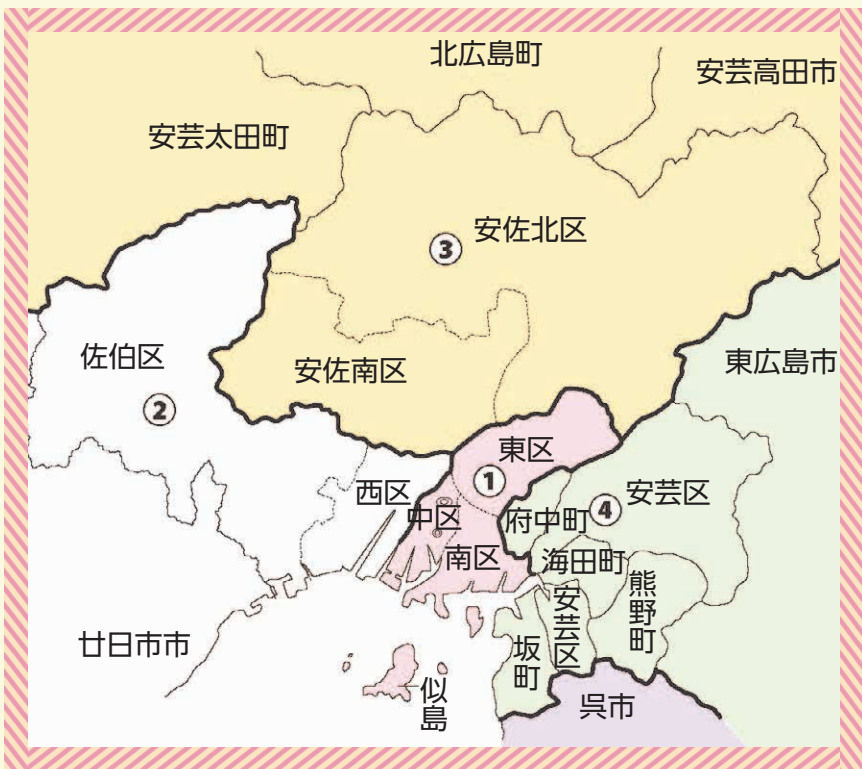 北広島町
安芸高田市
安芸太田町
③
安佐北区
佐伯区
安佐南区
東広島市
②
東区
①
西区
中区
府中町
④
安芸区
南区
海田町
熊野町
安芸区
坂町
廿日市市
似島
呉市